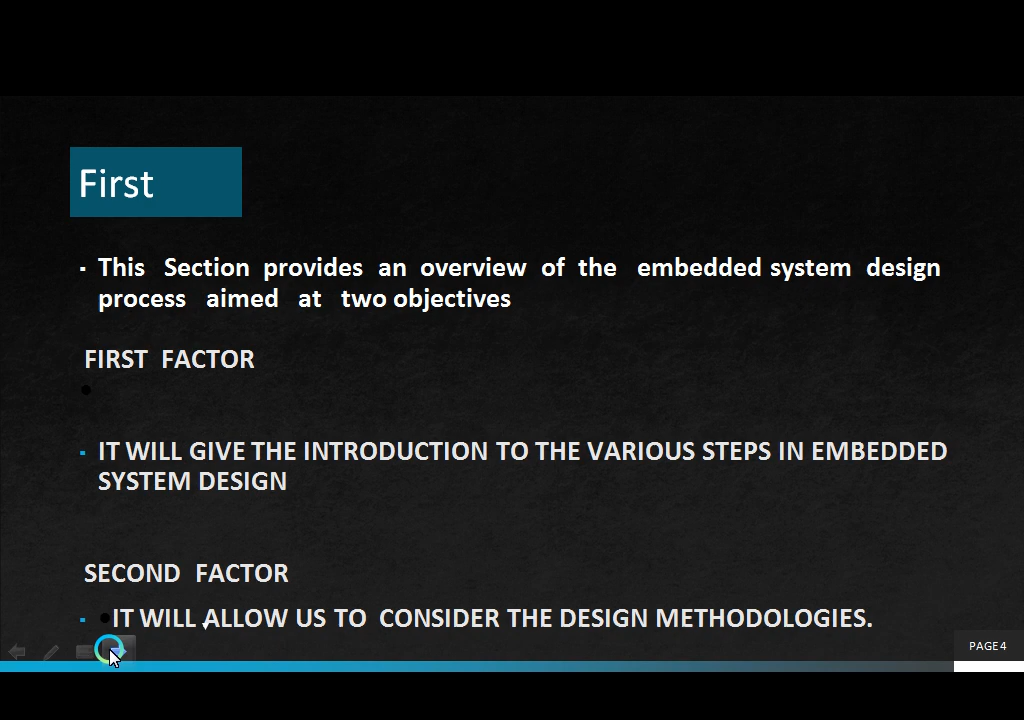 First
This Section provides an overview of the embedded system design
process aimed at two objectives
FIRST FACTOR
IT WILL GIVE THE INTRODUCTION TO THE VARIOUS STEPS IN EMBEDDED
SYSTEM DESIGN
SECOND FACTOR
IT WILL ALLOW US TO CONSIDER THE DESIGN METHODOLOGIES.
PAGE4